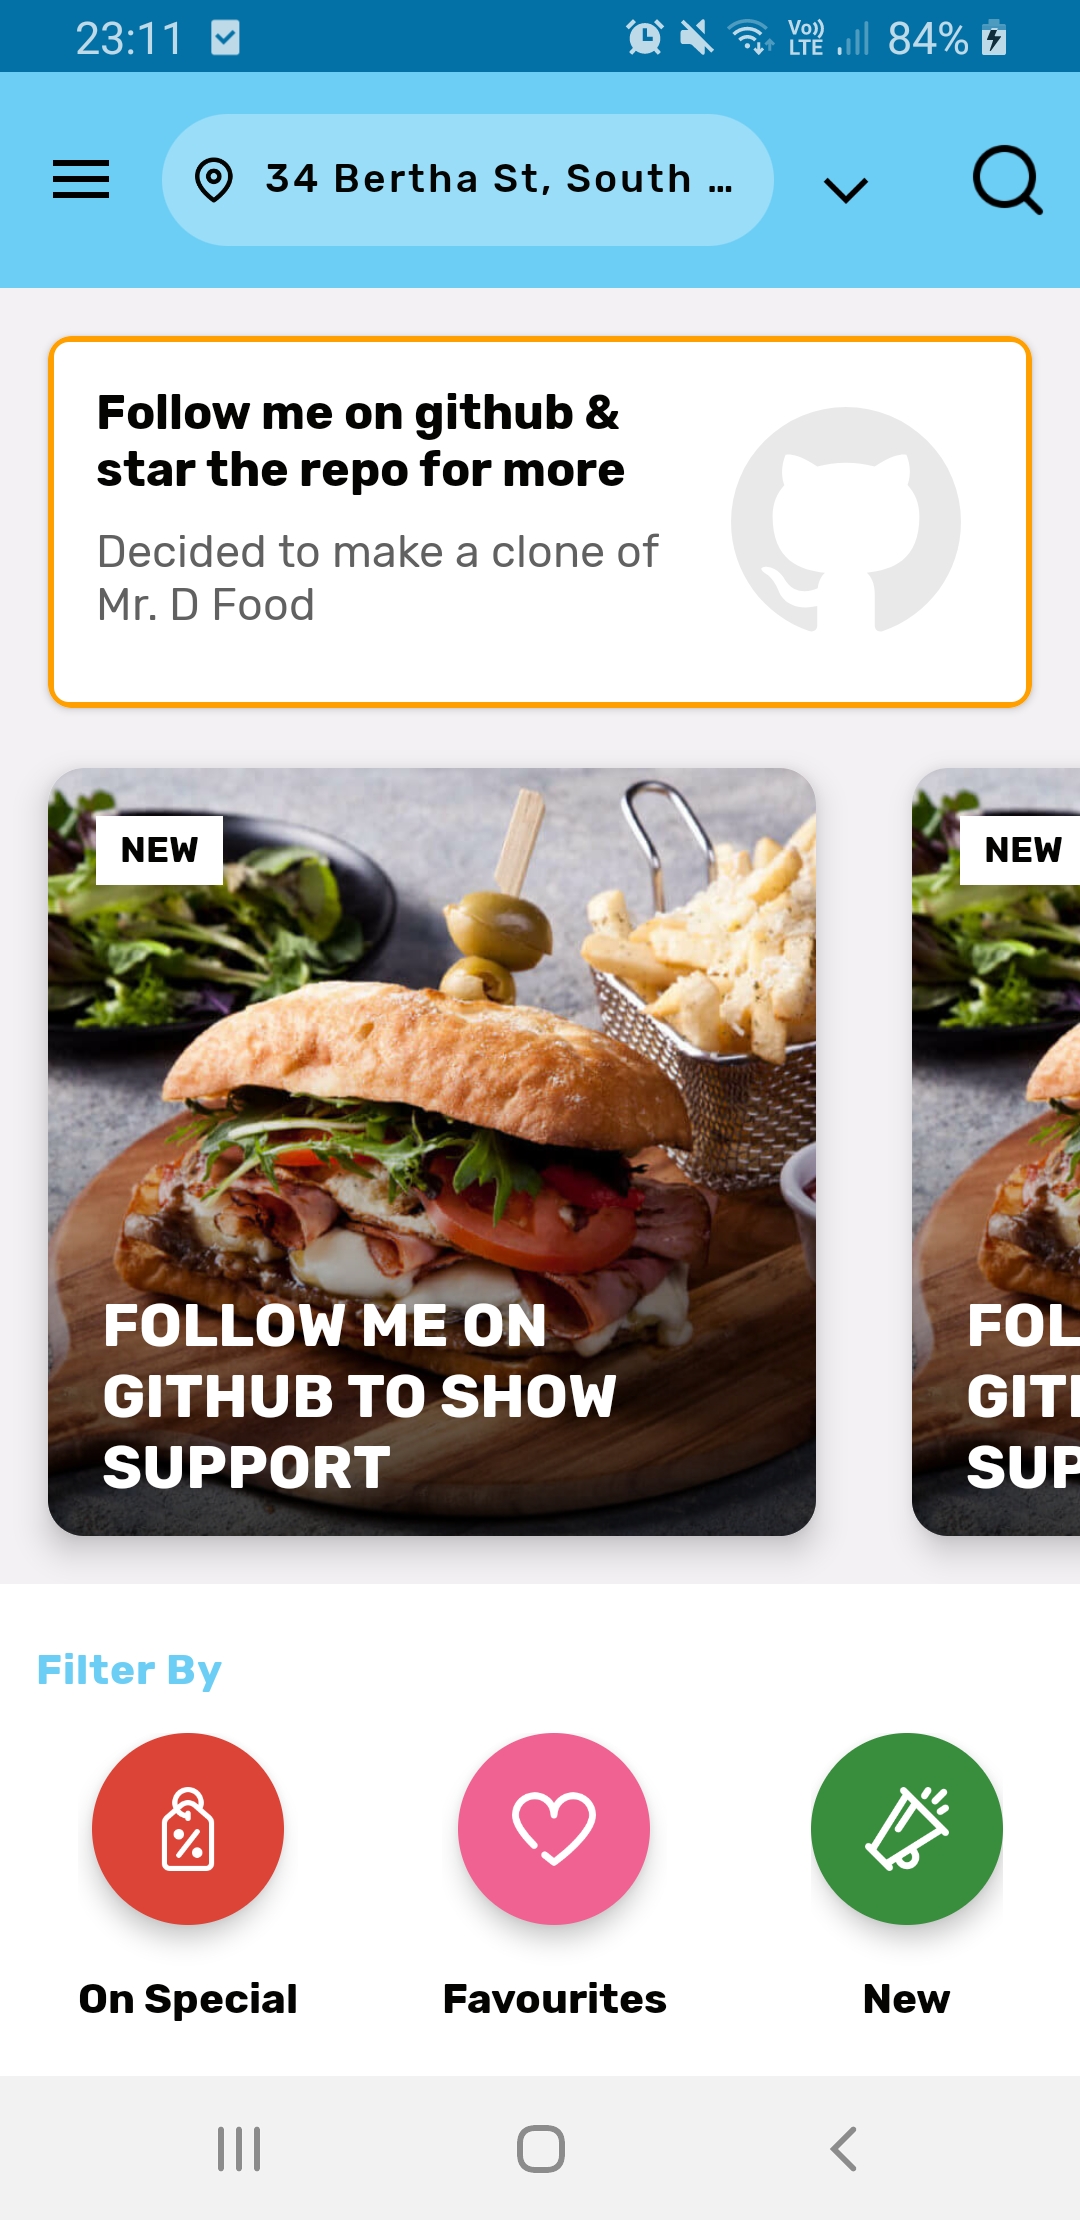 23:11
Vo)) LTE 84%
34 Bertha St, South ...
Follow me on github &
star the repo for more
Decided to make a clone of
Mr. D Food
NEW
FOLLOW ME ON
GITHUB TO SHOW
SUPPORT
NEW
FOL
GITH
SUP
Filter By
On Special
Favourites
New